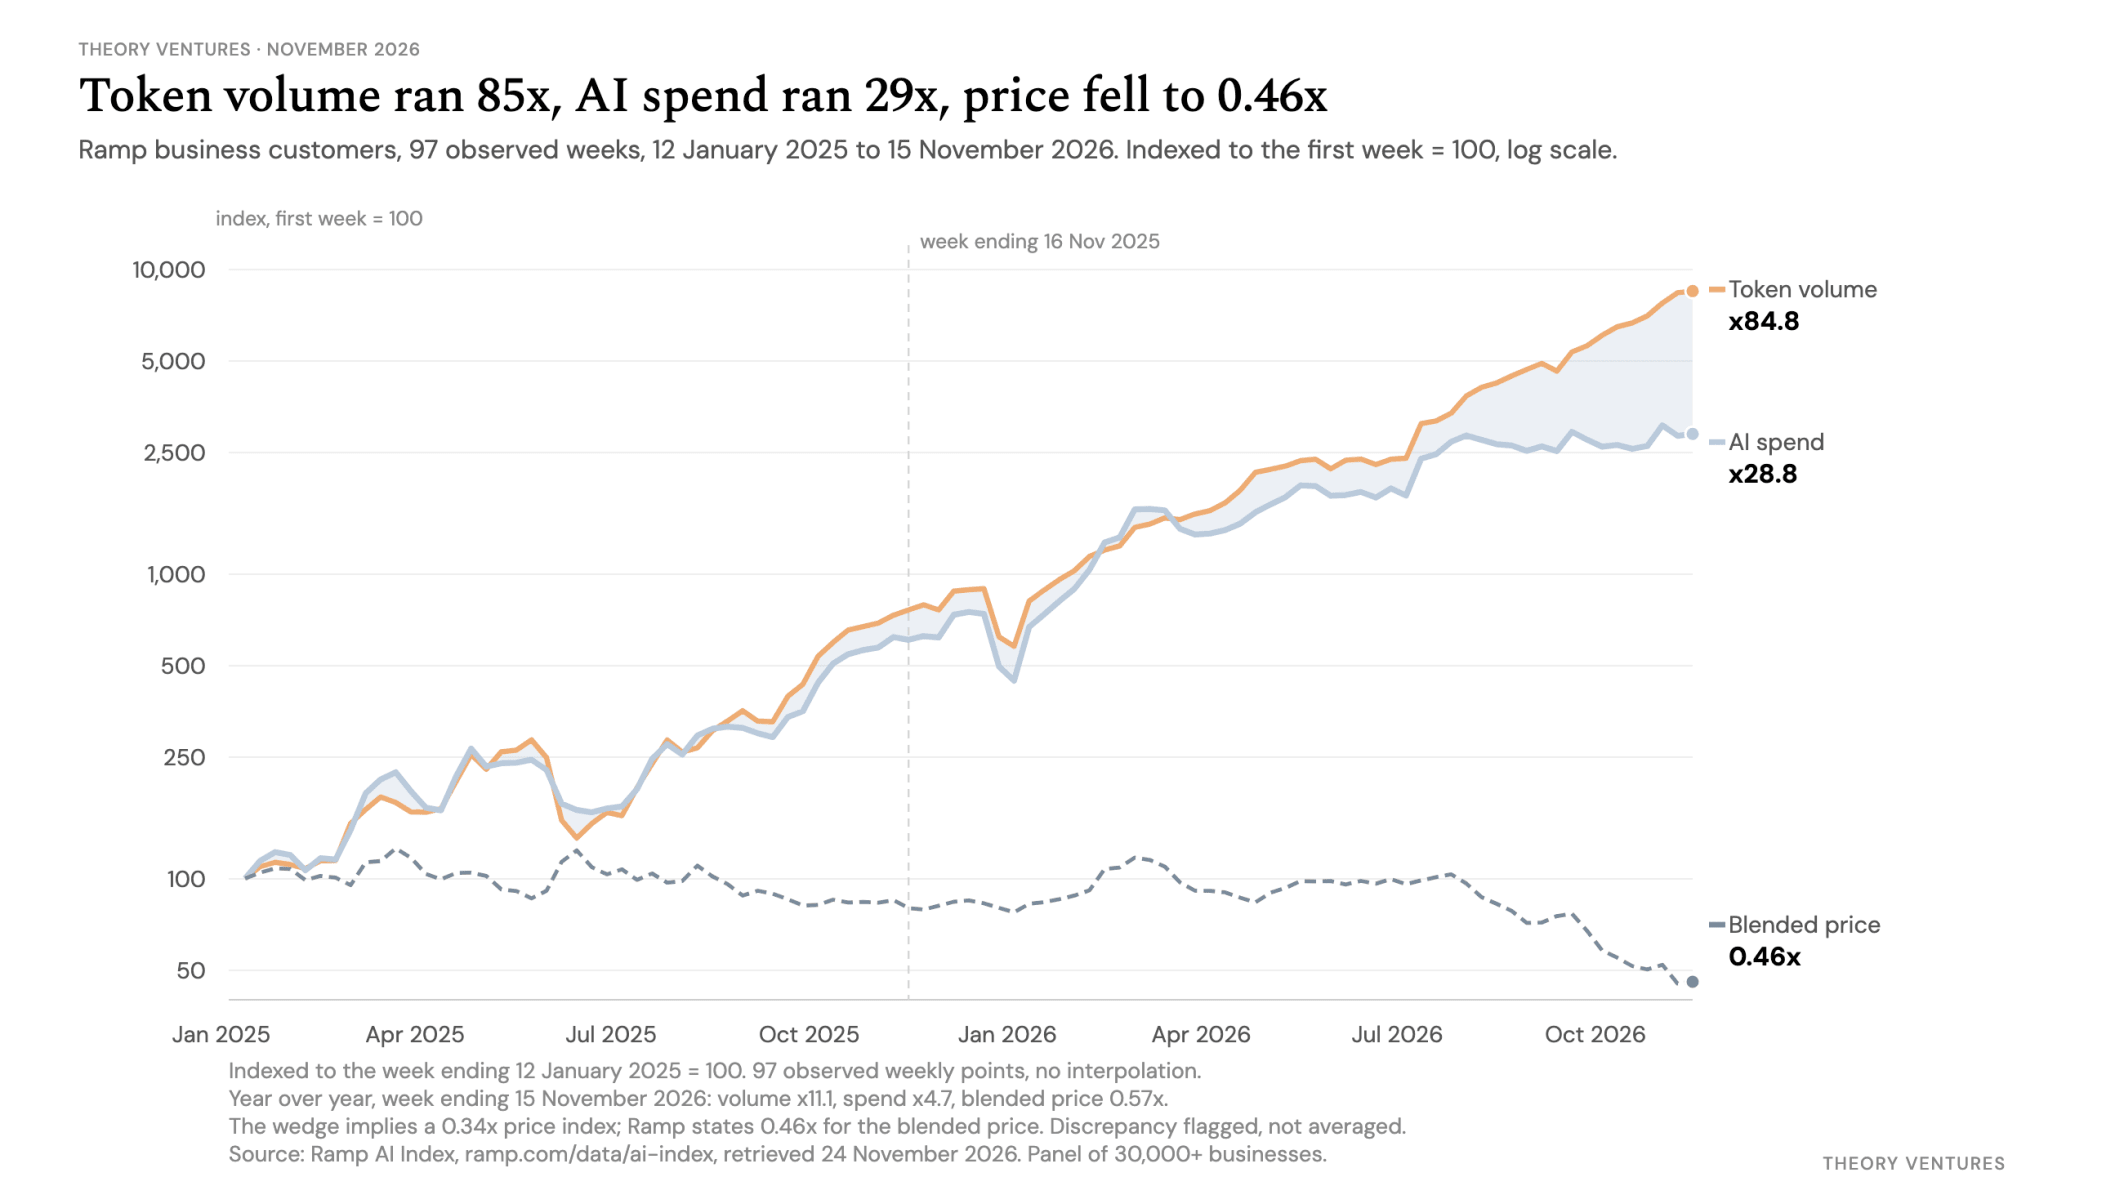 THEORY VENTURES · NOVEMBER 2026
Token volume ran 85x, AI spend ran 29x, price fell to 0.46x
Ramp business customers, 97 observed weeks, 12 January 2025 to 15 November 2026. Indexed to the first week = 100, log scale.
index, first week = 100
week ending 16 Nov 2025
10,000
5,000
2,500
1,000
500
250
100
50
Token volume
x84.8
AI spend
x28.8
Blended price
0.46x
Jan 2025
Apr 2025
Jul 2025
Oct 2025
Jan 2026
Apr 2026
Jul 2026
Oct 2026
Indexed to the week ending 12 January 2025 = 100. 97 observed weekly points, no interpolation.
Year over year, week ending 15 November 2026: volume x11.1, spend x4.7, blended price 0.57x.
The wedge implies a 0.34x price index; Ramp states 0.46x for the blended price. Discrepancy flagged, not averaged.
Source: Ramp AI Index, ramp.com/data/ai-index, retrieved 24 November 2026. Panel of 30,000+ businesses.
THEORY VENTURES